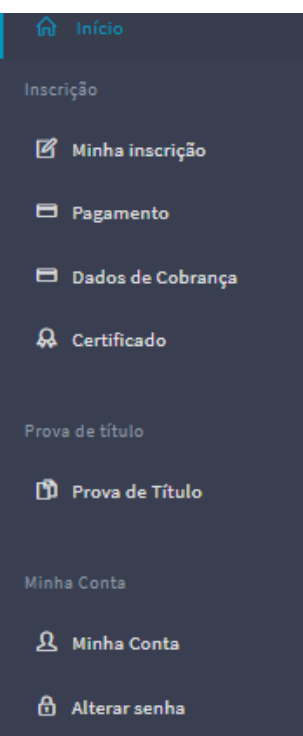 Início
Inscrição
Minha inscrição
Pagamento
Dados de Cobrança
Certificado
Prova de título
Prova de Título
Minha Conta
Minha Conta
Alterar senha